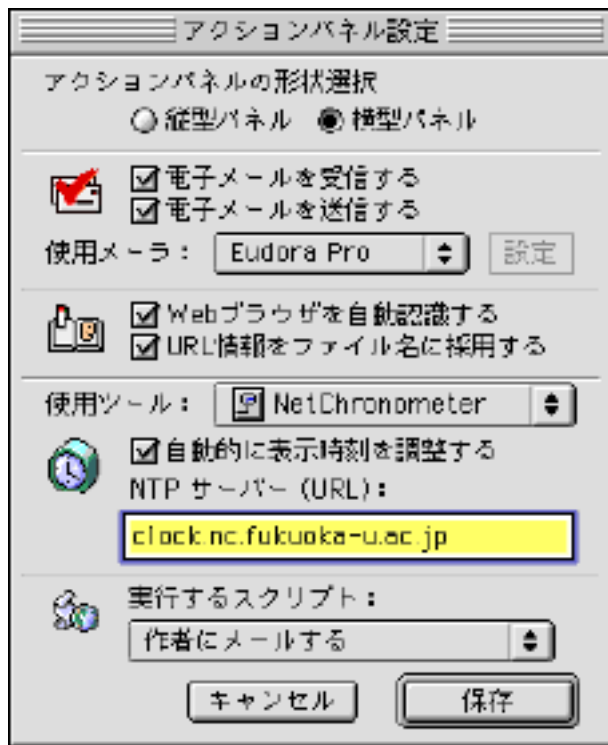 アクションパネル設定
アクションパネルの形状選択
縦型パネル 横型パネル
電子メールを受信する
電子メールを送信する
使用メーラ： Eudora Pro 設定
Webブラウザを自動認識する
URL情報をファイル名に採用する
使用ツール： NetChronometer
自動的に表示時刻を調整する
NTP サーバー (URL)：
clock.nc.fukuoka-u.ac.jp
実行するスクリプト：
作者にメールする
キャンセル 保存